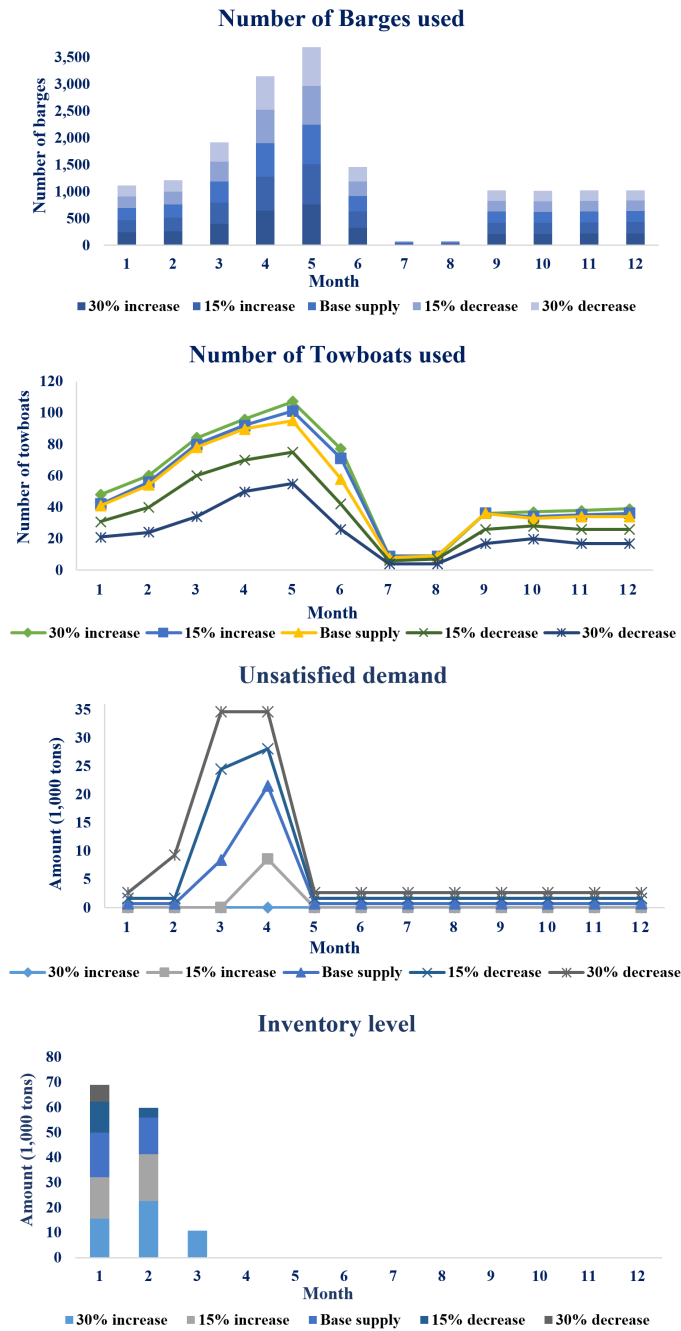 Number of Barges used
Number of barges
3,500
3,000
2,500
2,000
1,500
1,000
500
0
1 2 3 4 5 6 7 8 9 10 11 12
Month
30% increase 15% increase Base supply 15% decrease 30% decrease
Number of Towboats used
Number of towboats
120
100
80
60
40
20
0
1 2 3 4 5 6 7 8 9 10 11 12
Month
30% increase 15% increase Base supply 15% decrease 30% decrease
Unsatisfied demand
Amount (1,000 tons)
35
30
25
20
15
10
5
0
1 2 3 4 5 6 7 8 9 10 11 12
Month
30% increase 15% increase Base supply 15% decrease 30% decrease
Inventory level
Amount (1,000 tons)
80
70
60
50
40
30
20
10
0
1 2 3 4 5 6 7 8 9 10 11 12
Month
30% increase 15% increase Base supply 15% decrease 30% decrease